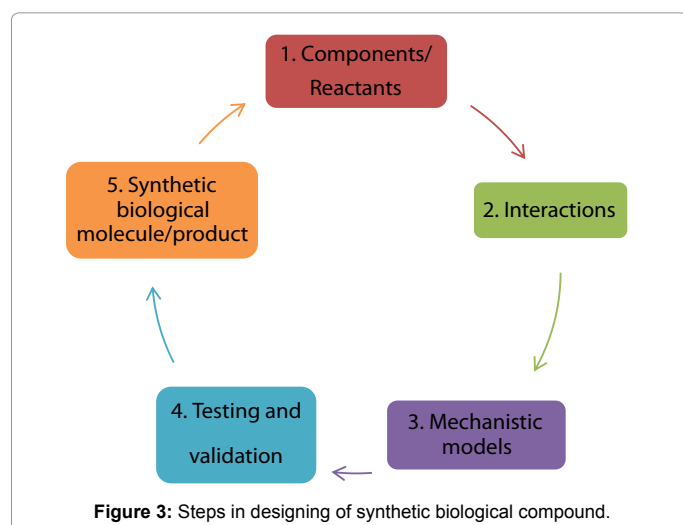 1. Components/
Reactants
2. Interactions
3. Mechanistic
models
4. Testing and
validation
5. Synthetic
biological
molecule/product
Figure 3: Steps in designing of synthetic biological compound.